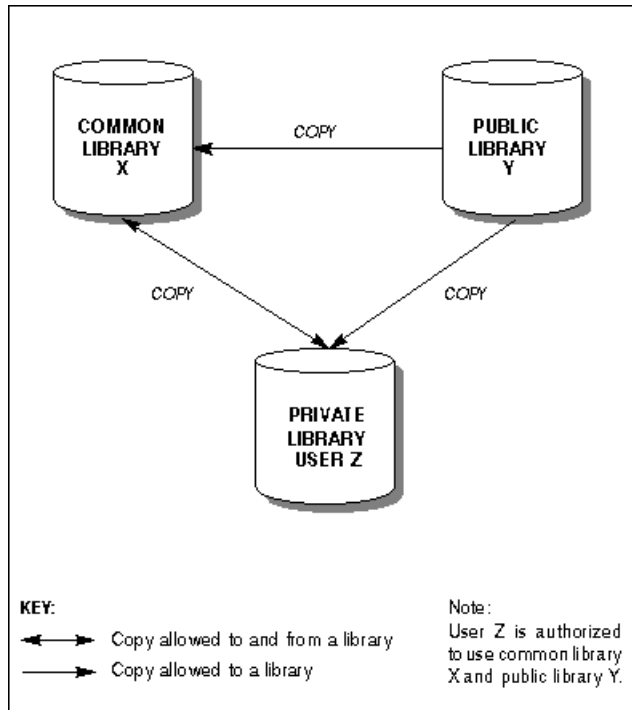 COMMON
LIBRARY
X
COPY
PUBLIC
LIBRARY
Y
COPY
COPY
PRIVATE
LIBRARY
USER Z
KEY:
Copy allowed to and from a library
Copy allowed to a library
Note:
User Z is authorized
to use common library
X and public library Y.